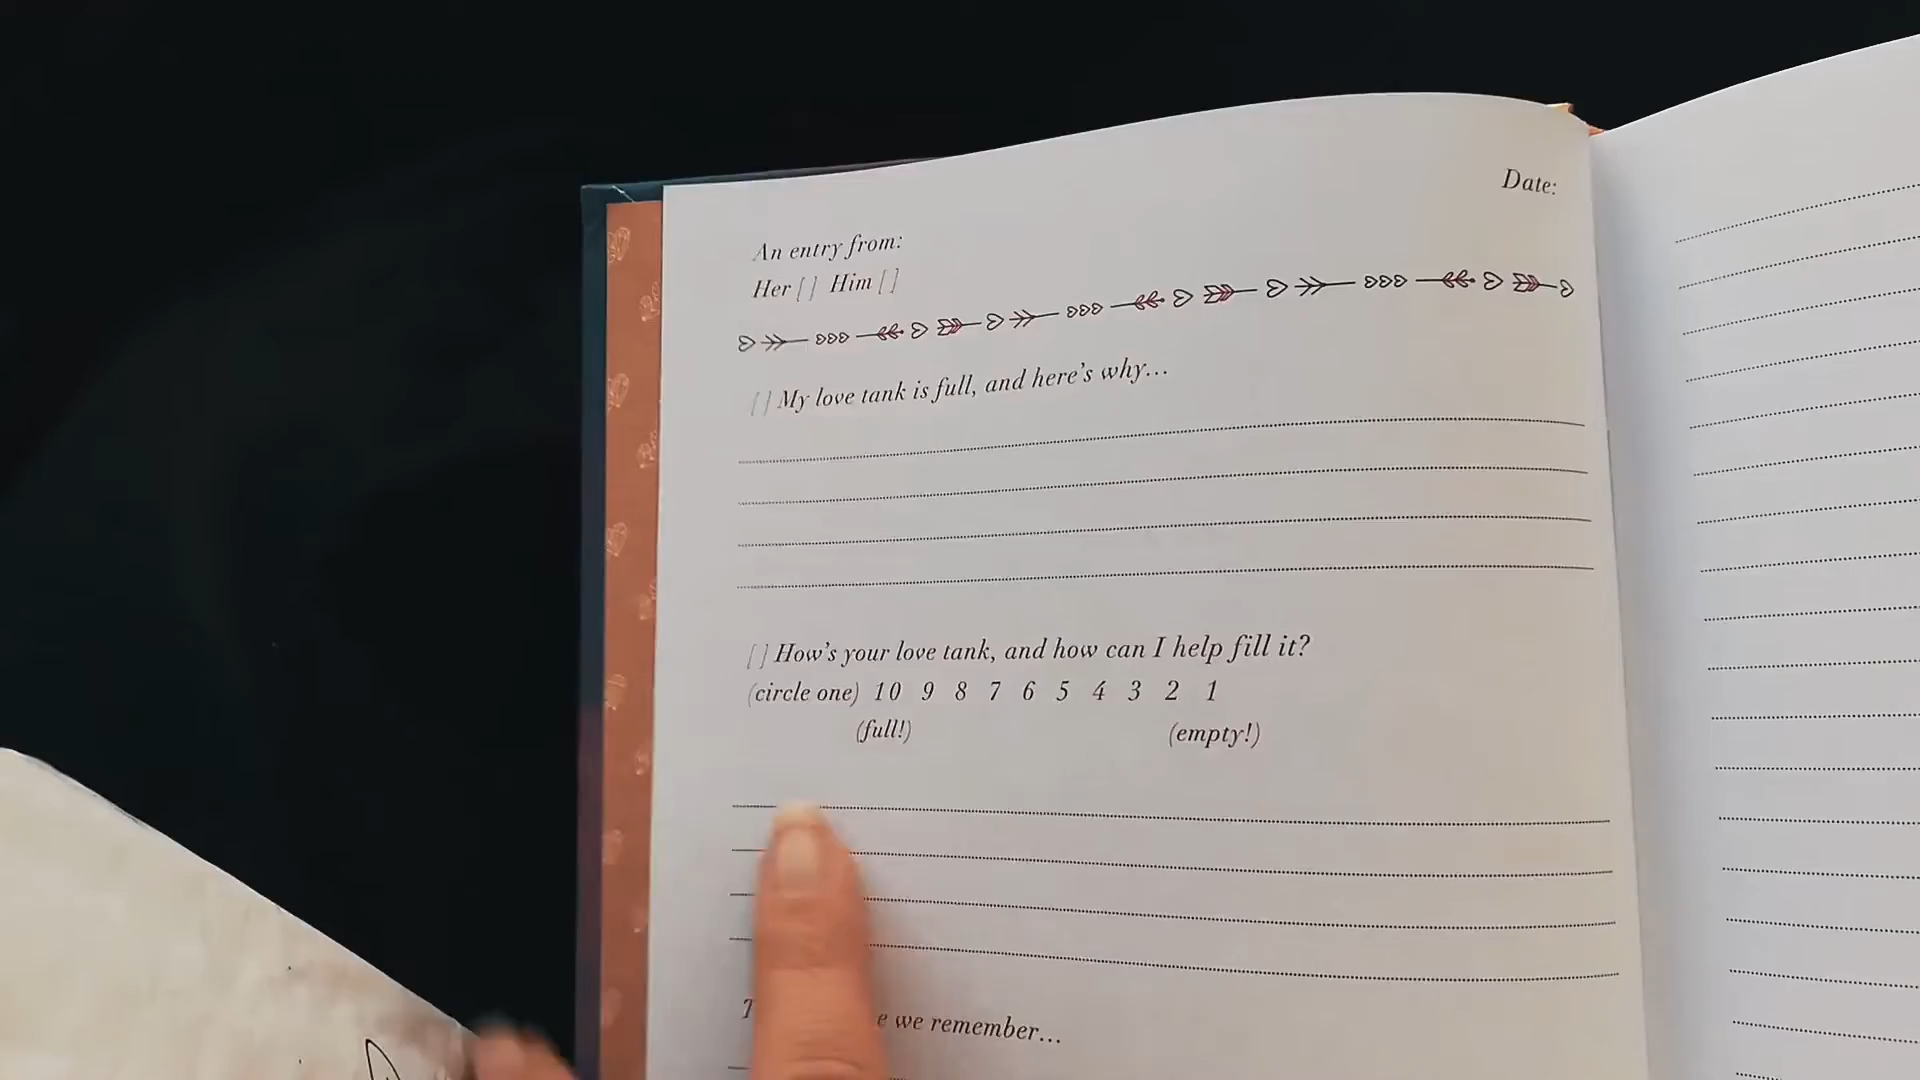 Date:
An entry from:
Her [ ] Him [ ]
[ ] My love tank is full, and here's why...
[ ] How's your love tank, and how can I help fill it?
(circle one) 10 9 8 7 6 5 4 3 2 1
(full!) (empty!)
we remember...